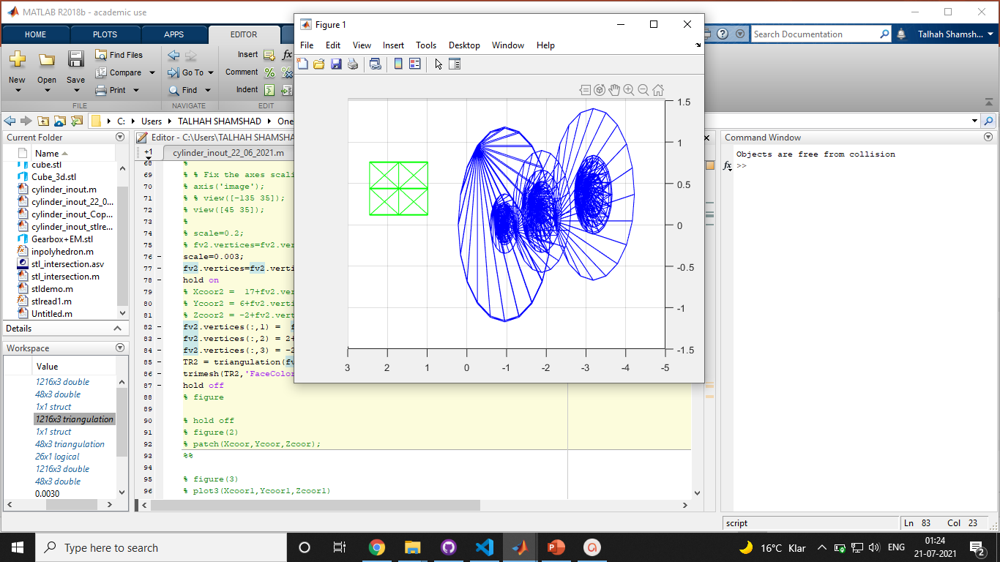 MATLAB R2018b - academic use
HOME
PLOTS
APPS
EDITOR
Search Documentation
Talhah Shamsh...
New
Open
Save
Find Files
Compare
Print
Go To
Find
Insert
Comment
Indent
fx
FILE
NAVIGATE
EDIT
C:
Users
TALHAH SHAMSHAD
One
Figure 1
File Edit View Insert Tools Desktop Window Help
1.5
1
0.5
0
-0.5
-1
-1.5
3 2 1 0 -1 -2 -3 -4 -5
Current Folder
Name
cube.stl
Cube_3d.stl
cylinder_inout.m
cylinder_inout_22_0...
cylinder_inout_Cop...
cylinder_inout_stlre...
Gearbox+EM.stl
inpolyhedron.m
stl_intersection.asv
stl_intersection.m
stldemo.m
stlread1.m
Untitled.m
Details
Workspace
Value
1216x3 double
48x3 double
1x1 struct
1216x3 triangulation
1x1 struct
48x3 triangulation
26x1 logical
1216x3 double
48x3 double
0.0030
Editor - C:\Users\TALHAH SHAMSHAD
+1
cylinder_inout_22_06_2021.m
68 %
69 % % Fix the axes scali
70 % axis('image');
71 % % view([-135 35]);
72 % view([45 35]);
73 %
74 % scale=0.2;
75 % fv2.vertices=fv2.ver
76 - scale=0.003;
77 - fv2.vertices=fv2.verti
78 - hold on
79 % Xcoor2 = 17+fv2.ver
80 % Ycoor2 = 6+fv2.verti
81 % Zcoor2 = -2+fv2.vert
82 - fv2.vertices(:,1) = f
83 - fv2.vertices(:,2) = 2+
84 - fv2.vertices(:,3) = -2
85 - TR2 = triangulation(fv
86 - trimesh(TR2,'FaceColor
87 - hold off
88 % figure
89
90 % hold off
91 % figure(2)
92 % patch(Xcoor,Ycoor,Zcoor);
93 %%
94
95 % figure(3)
96 % plot3(Xcoor1,Ycoor1,Zcoor1)
Command Window
Objects are free from collision
fx >>
script
Ln 83 Col 23
Type here to search
16°C Klar
ENG
01:24
21-07-2021
2